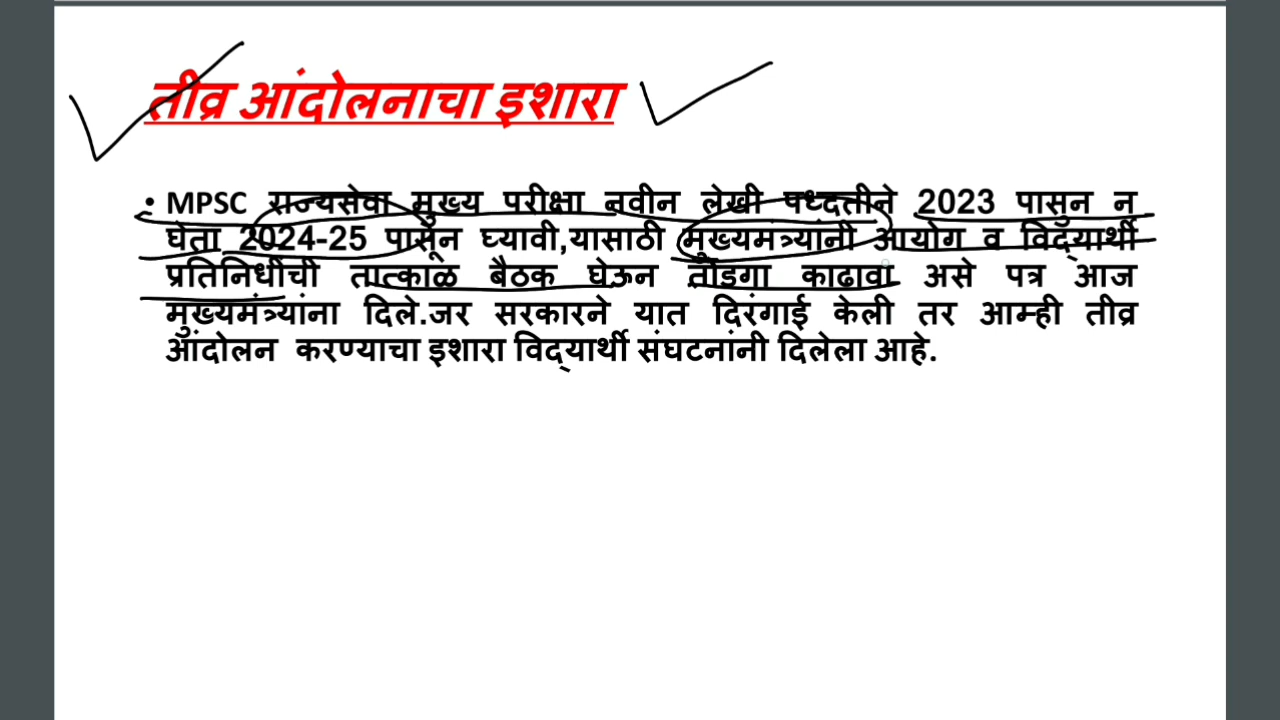 तीव्र आंदोलनाचा इशारा
• MPSC राज्यसेवा मुख्य परीक्षा नवीन लेखी पध्दतीने 2023 पासुन न
घेता 2024-25 पासून घ्यावी,यासाठी मुख्यमंत्र्यांनी आयोग व विद्यार्थी
प्रतिनिधींची तात्काळ बैठक घेऊन तोडगा काढावा असे पत्र आज
मुख्यमंत्र्यांना दिले.जर सरकारने यात दिरंगाई केली तर आम्ही तीव्र
आंदोलन करण्याचा इशारा विद्यार्थी संघटनांनी दिलेला आहे.